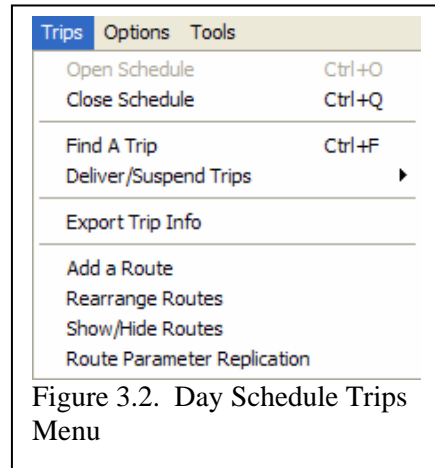 Trips Options Tools
Open Schedule Ctrl+O
Close Schedule Ctrl+Q
Find A Trip Ctrl+F
Deliver/Suspend Trips
Export Trip Info
Add a Route
Rearrange Routes
Show/Hide Routes
Route Parameter Replication
Figure 3.2. Day Schedule Trips
Menu